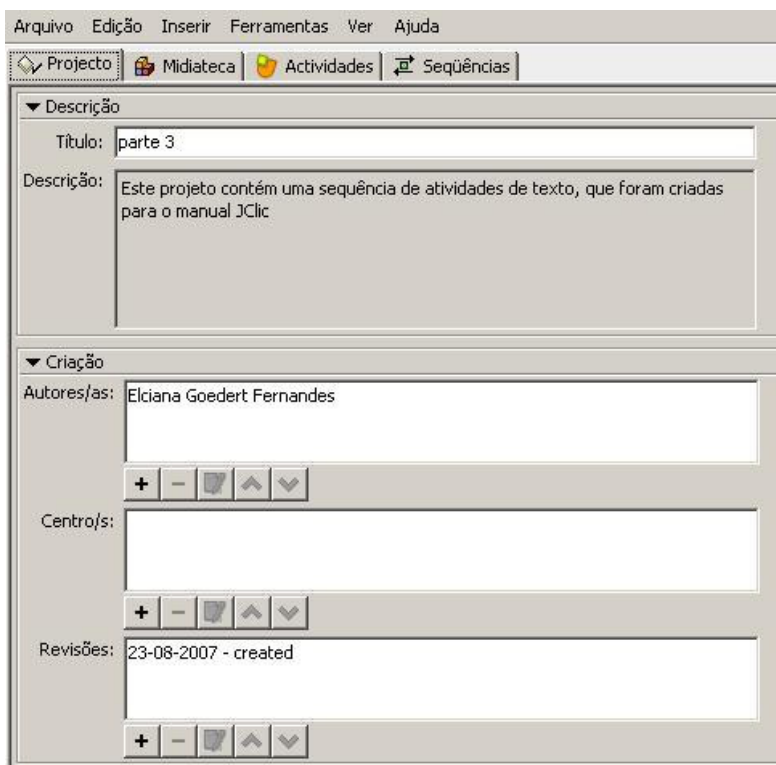 Arquivo Edição Inserir Ferramentas Ver Ajuda
Projecto Midiateca Actividades Seqüências
Descrição
Título: parte 3
Descrição: Este projeto contém uma sequência de atividades de texto, que foram criadas
para o manual JClic
Criação
Autores/as: Elciana Goedert Fernandes
Centro/s:
Revisões: 23-08-2007 - created